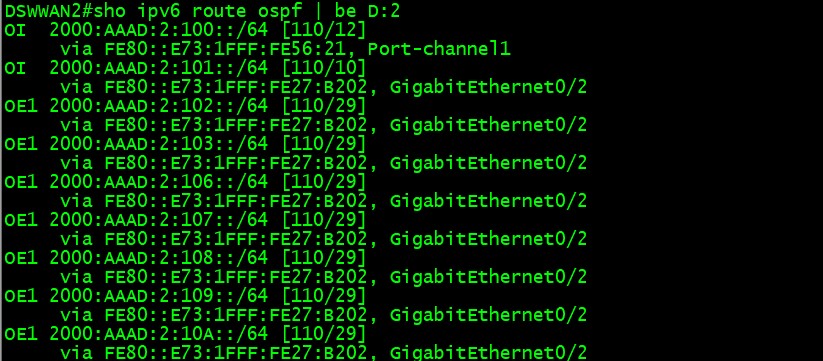 DSWWAN2#sho ipv6 route ospf | be D:2
OI  2000:AAAD:2:100::/64 [110/12]
     via FE80::E73:1FFF:FE56:21, Port-channel1
OI  2000:AAAD:2:101::/64 [110/10]
     via FE80::E73:1FFF:FE27:B202, GigabitEthernet0/2
OE1 2000:AAAD:2:102::/64 [110/29]
     via FE80::E73:1FFF:FE27:B202, GigabitEthernet0/2
OE1 2000:AAAD:2:103::/64 [110/29]
     via FE80::E73:1FFF:FE27:B202, GigabitEthernet0/2
OE1 2000:AAAD:2:106::/64 [110/29]
     via FE80::E73:1FFF:FE27:B202, GigabitEthernet0/2
OE1 2000:AAAD:2:107::/64 [110/29]
     via FE80::E73:1FFF:FE27:B202, GigabitEthernet0/2
OE1 2000:AAAD:2:108::/64 [110/29]
     via FE80::E73:1FFF:FE27:B202, GigabitEthernet0/2
OE1 2000:AAAD:2:109::/64 [110/29]
     via FE80::E73:1FFF:FE27:B202, GigabitEthernet0/2
OE1 2000:AAAD:2:10A::/64 [110/29]
     via FE80::E73:1FFF:FE27:B202, GigabitEthernet0/2